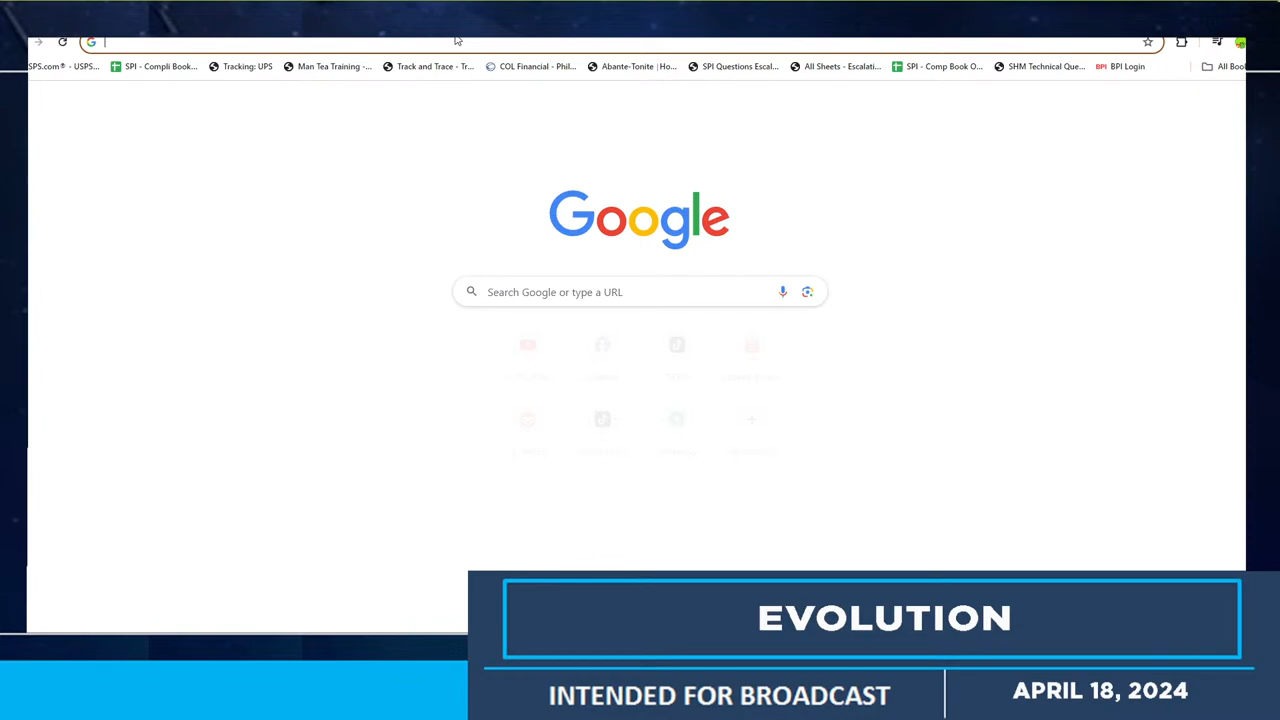 SPS.com® - USPS... SPI - Compli Book... Tracking: UPS Man Tea Training -... Track and Trace - Tr... COL Financial - Phil... Abante-Tonite | Ho... SPI Questions Escal... All Sheets - Escalati... SPI - Comp Book O... SHM Technical Que... BPI BPI Login All Boo
Google
Search Google or type a URL
EVOLUTION
INTENDED FOR BROADCAST
APRIL 18, 2024